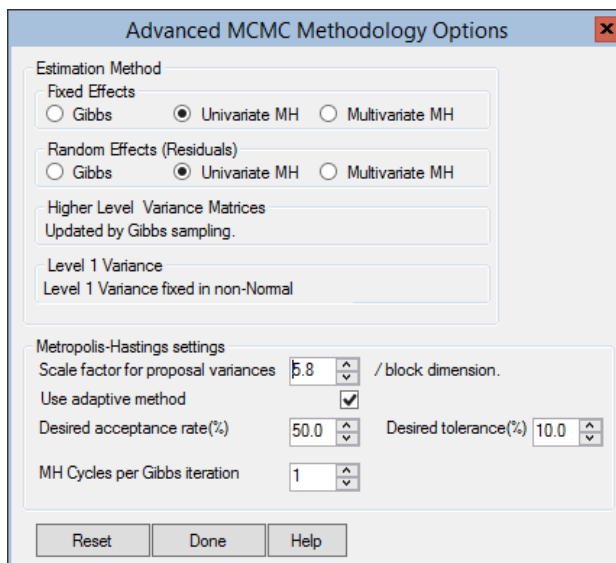 Advanced MCMC Methodology Options
Estimation Method
Fixed Effects
Gibbs Univariate MH Multivariate MH
Random Effects (Residuals)
Gibbs Univariate MH Multivariate MH
Higher Level Variance Matrices
Updated by Gibbs sampling.
Level 1 Variance
Level 1 Variance fixed in non-Normal
Metropolis-Hastings settings
Scale factor for proposal variances 5.8 / block dimension.
Use adaptive method
Desired acceptance rate(%) 50.0 Desired tolerance(%) 10.0
MH Cycles per Gibbs iteration 1
Reset Done Help